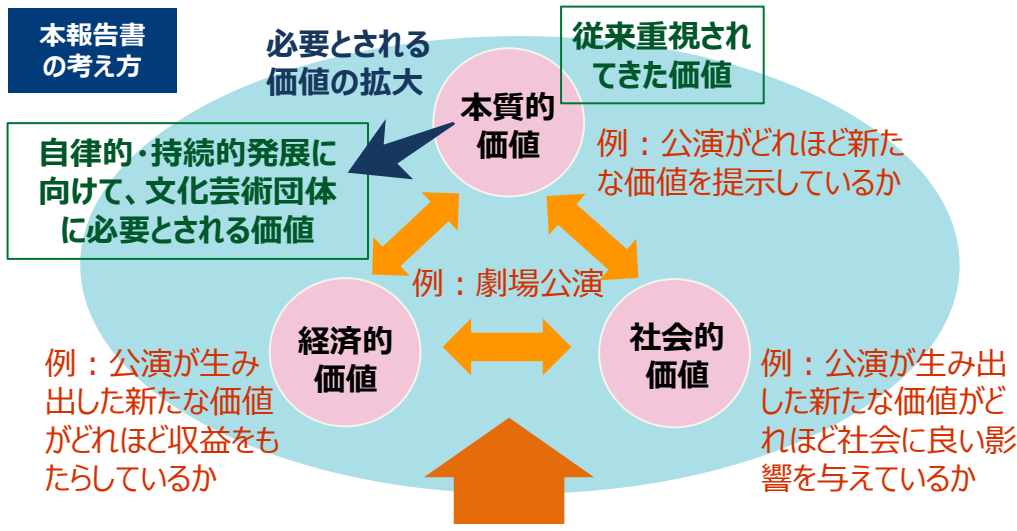 本報告書
の考え方
必要とされる
価値の拡大
従来重視され
てきた価値
本質的
価値
例：公演がどれほど新た
な価値を提示しているか
自律的・持続的発展に
向けて、文化芸術団体
に必要とされる価値
例：劇場公演
経済的
価値
社会的
価値
例：公演が生み
出した新たな価値
がどれほど収益をも
たらしているか
例：公演が生み出
した新たな価値がど
れほど社会に良い影
響を与えているか